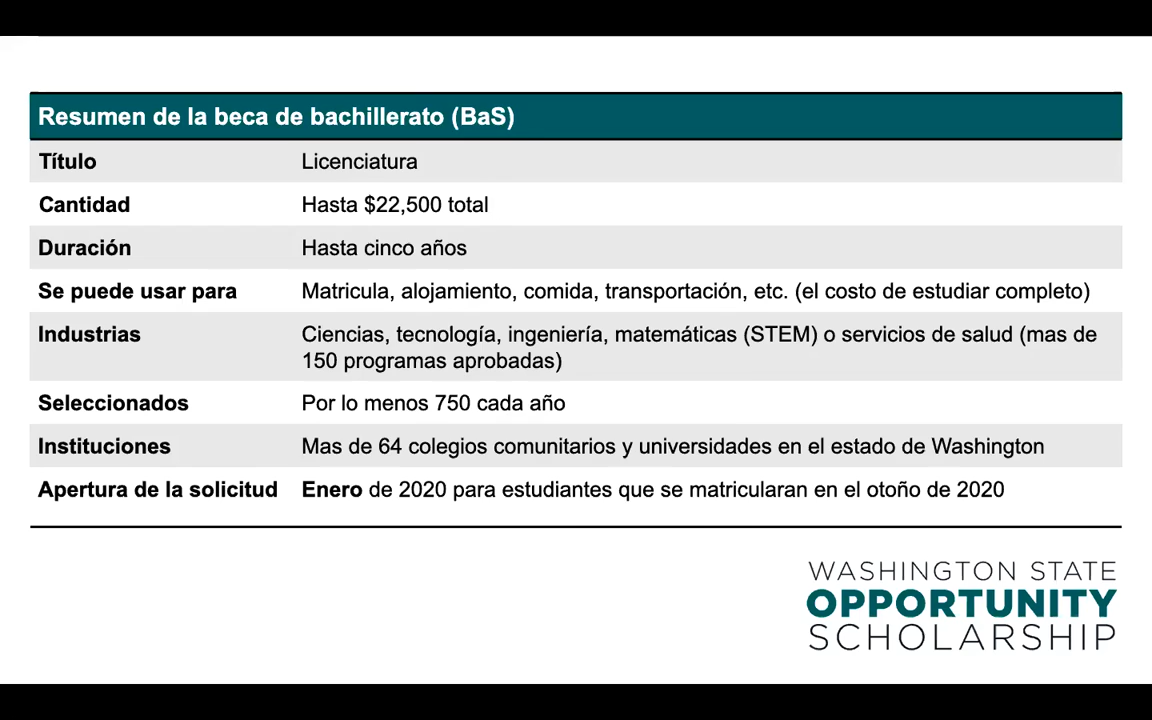 Resumen de la beca de bachillerato (BaS)
Título Licenciatura
Cantidad Hasta $22,500 total
Duración Hasta cinco años
Se puede usar para Matricula, alojamiento, comida, transportación, etc. (el costo de estudiar completo)
Industrias Ciencias, tecnología, ingeniería, matemáticas (STEM) o servicios de salud (mas de
150 programas aprobadas)
Seleccionados Por lo menos 750 cada año
Instituciones Mas de 64 colegios comunitarios y universidades en el estado de Washington
Apertura de la solicitud Enero de 2020 para estudiantes que se matricularan en el otoño de 2020
WASHINGTON STATE
OPPORTUNITY
SCHOLARSHIP